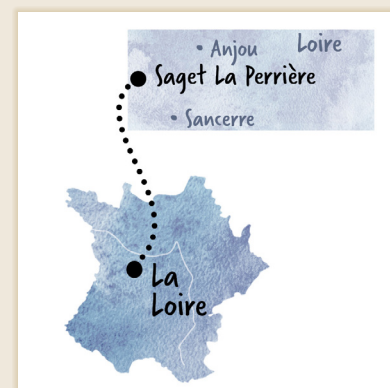 • Anjou Loire
Saget La Perrière
• Sancerre
La
Loire